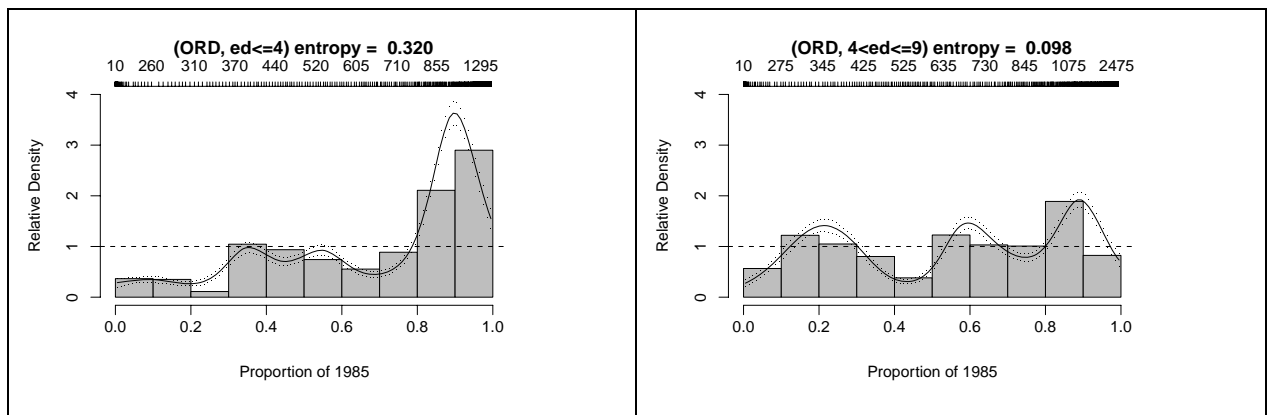 (ORD, ed<=4) entropy = 0.320
10 260 310 370 440 520 605 710 855 1295
4
3
2
1
0
Relative Density
0.0 0.2 0.4 0.6 0.8 1.0
Proportion of 1985
(ORD, 4<ed<=9) entropy = 0.098
10 275 345 425 525 635 730 845 1075 2475
4
3
2
1
0
Relative Density
0.0 0.2 0.4 0.6 0.8 1.0
Proportion of 1985